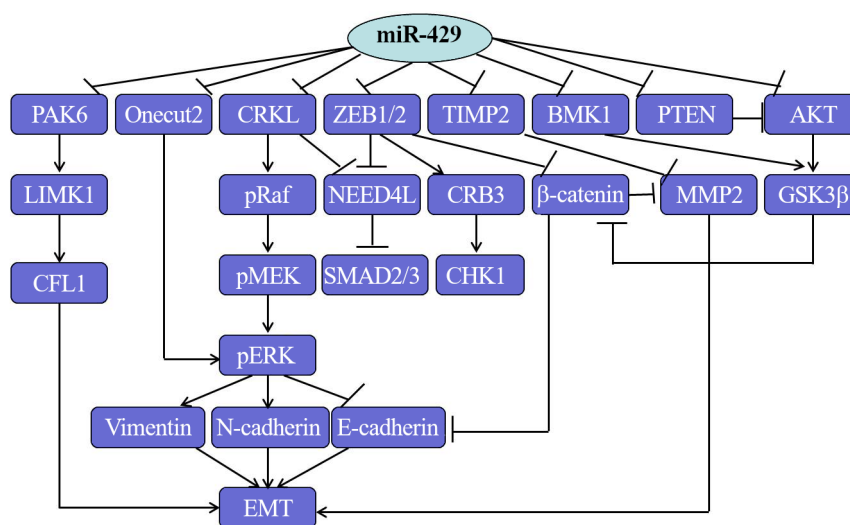 miR-429
PAK6
Onecut2
CRKL
ZEB1/2
TIMP2
BMK1
PTEN
AKT
LIMK1
pRaf
NEED4L
CRB3
β-catenin
MMP2
GSK3β
CFL1
pMEK
SMAD2/3
CHK1
pERK
Vimentin
N-cadherin
E-cadherin
EMT